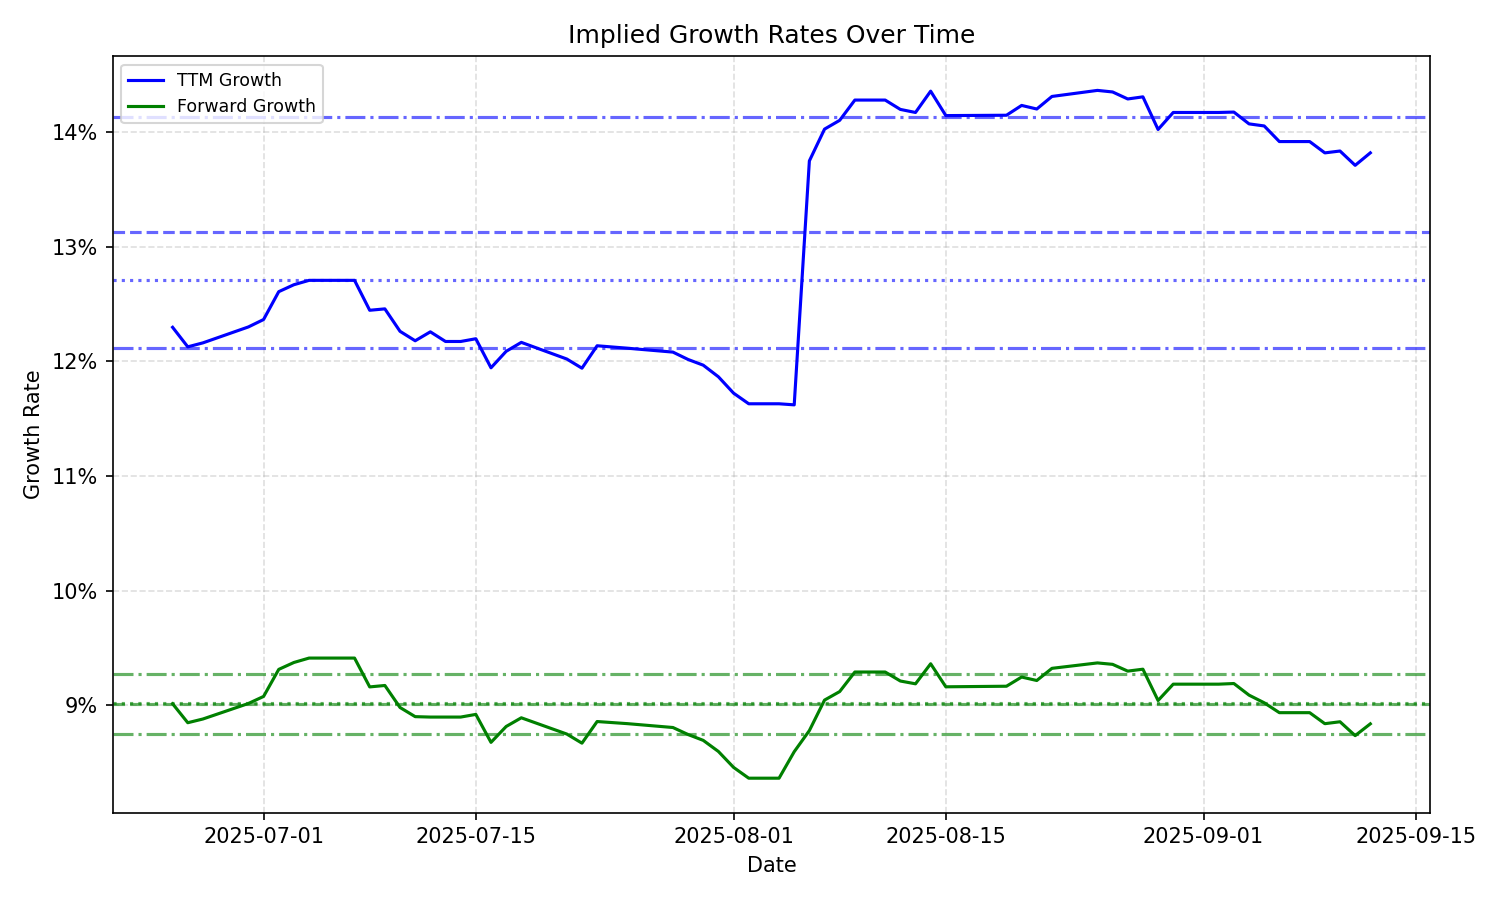 Implied Growth Rates Over Time
TTM Growth
Forward Growth
14%
13%
12%
11%
10%
9%
Growth Rate
2025-07-01
2025-07-15
2025-08-01
2025-08-15
2025-09-01
2025-09-15
Date